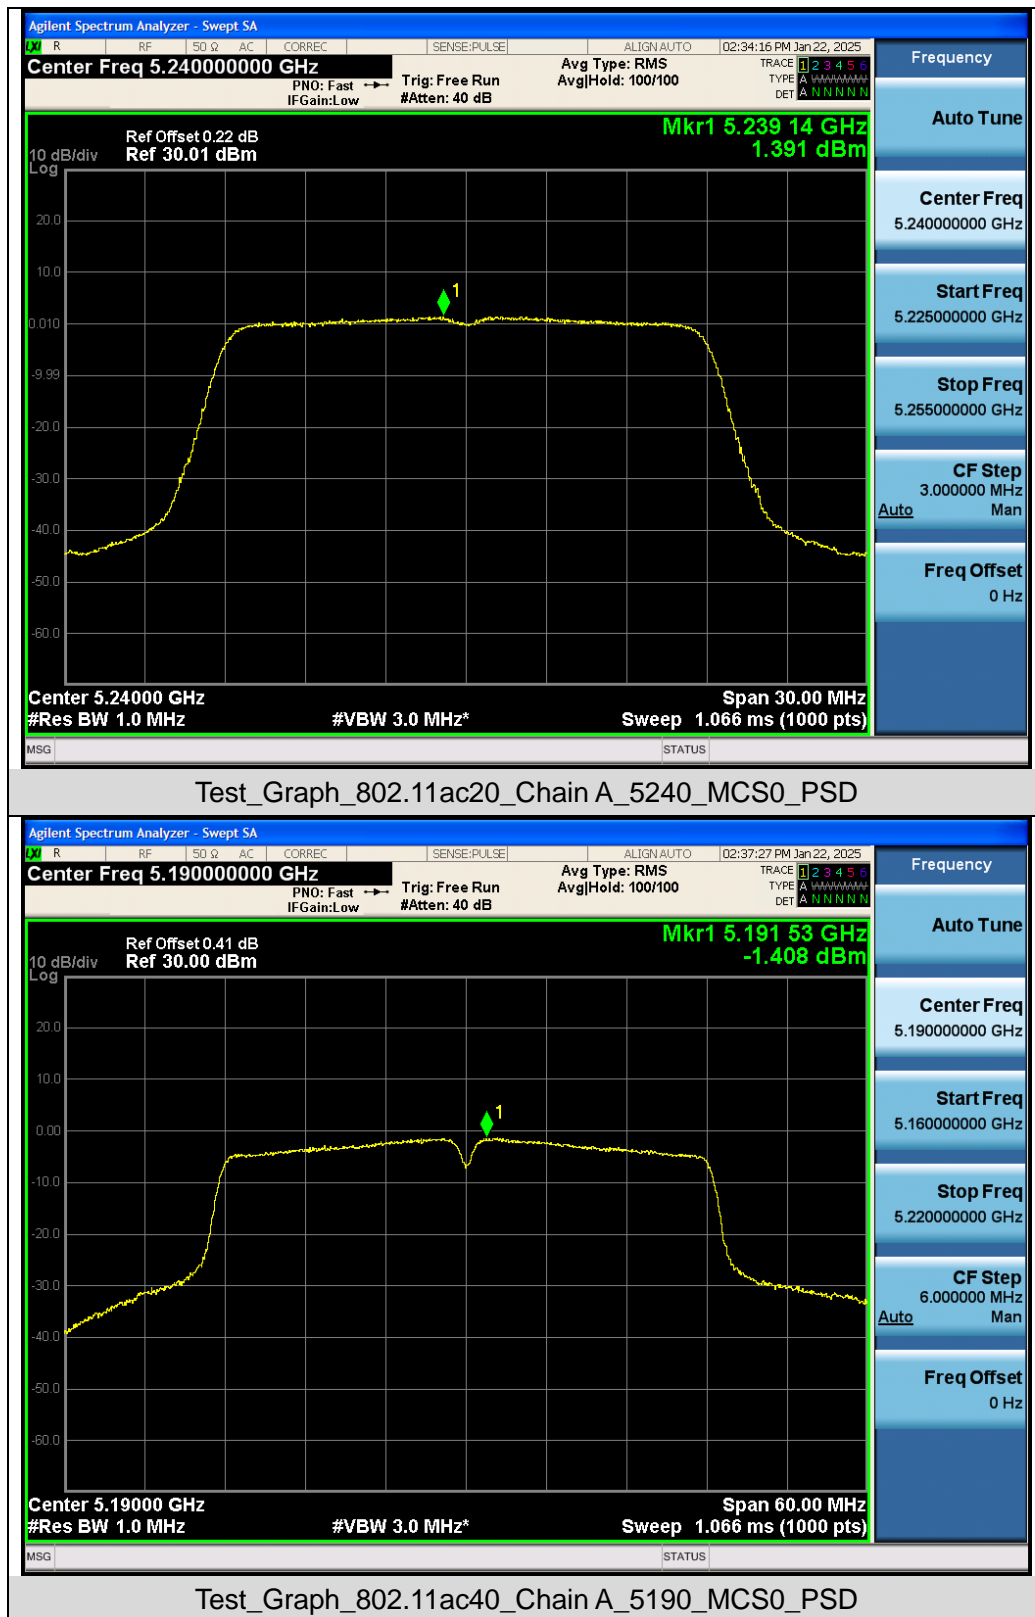 Agilent Spectrum Analyzer - Swept SA
LXI R RF 50 Ω AC CORREC SENSE:PULSE ALIGN AUTO 02:34:16 PM Jan 22, 2025
Center Freq 5.240000000 GHz
PNO: Fast
IFGain:Low
Trig: Free Run
#Atten: 40 dB
Avg Type: RMS
Avg|Hold: 100/100
TRACE 1 2 3 4 5 6
TYPE A
DET A N N N N N
Frequency
Auto Tune
Center Freq
5.240000000 GHz
Start Freq
5.225000000 GHz
Stop Freq
5.255000000 GHz
CF Step
3.000000 MHz
Auto Man
Freq Offset
0 Hz
Mkr1 5.239 14 GHz
1.391 dBm
Ref Offset 0.22 dB
10 dB/div Ref 30.01 dBm
Log
1
20.0
10.0
0.010
-9.99
-20.0
-30.0
-40.0
-50.0
-60.0
Center 5.24000 GHz Span 30.00 MHz
#Res BW 1.0 MHz #VBW 3.0 MHz* Sweep 1.066 ms (1000 pts)
MSG STATUS
Test_Graph_802.11ac20_Chain A_5240_MCS0_PSD
Agilent Spectrum Analyzer - Swept SA
LXI R RF 50 Ω AC CORREC SENSE:PULSE ALIGN AUTO 02:37:27 PM Jan 22, 2025
Center Freq 5.190000000 GHz
PNO: Fast
IFGain:Low
Trig: Free Run
#Atten: 40 dB
Avg Type: RMS
Avg|Hold: 100/100
TRACE 1 2 3 4 5 6
TYPE A
DET A N N N N N
Frequency
Auto Tune
Center Freq
5.190000000 GHz
Start Freq
5.160000000 GHz
Stop Freq
5.220000000 GHz
CF Step
6.000000 MHz
Auto Man
Freq Offset
0 Hz
Mkr1 5.191 53 GHz
-1.408 dBm
Ref Offset 0.41 dB
10 dB/div Ref 30.00 dBm
Log
1
20.0
10.0
0.00
-10.0
-20.0
-30.0
-40.0
-50.0
-60.0
Center 5.19000 GHz Span 60.00 MHz
#Res BW 1.0 MHz #VBW 3.0 MHz* Sweep 1.066 ms (1000 pts)
MSG STATUS
Test_Graph_802.11ac40_Chain A_5190_MCS0_PSD